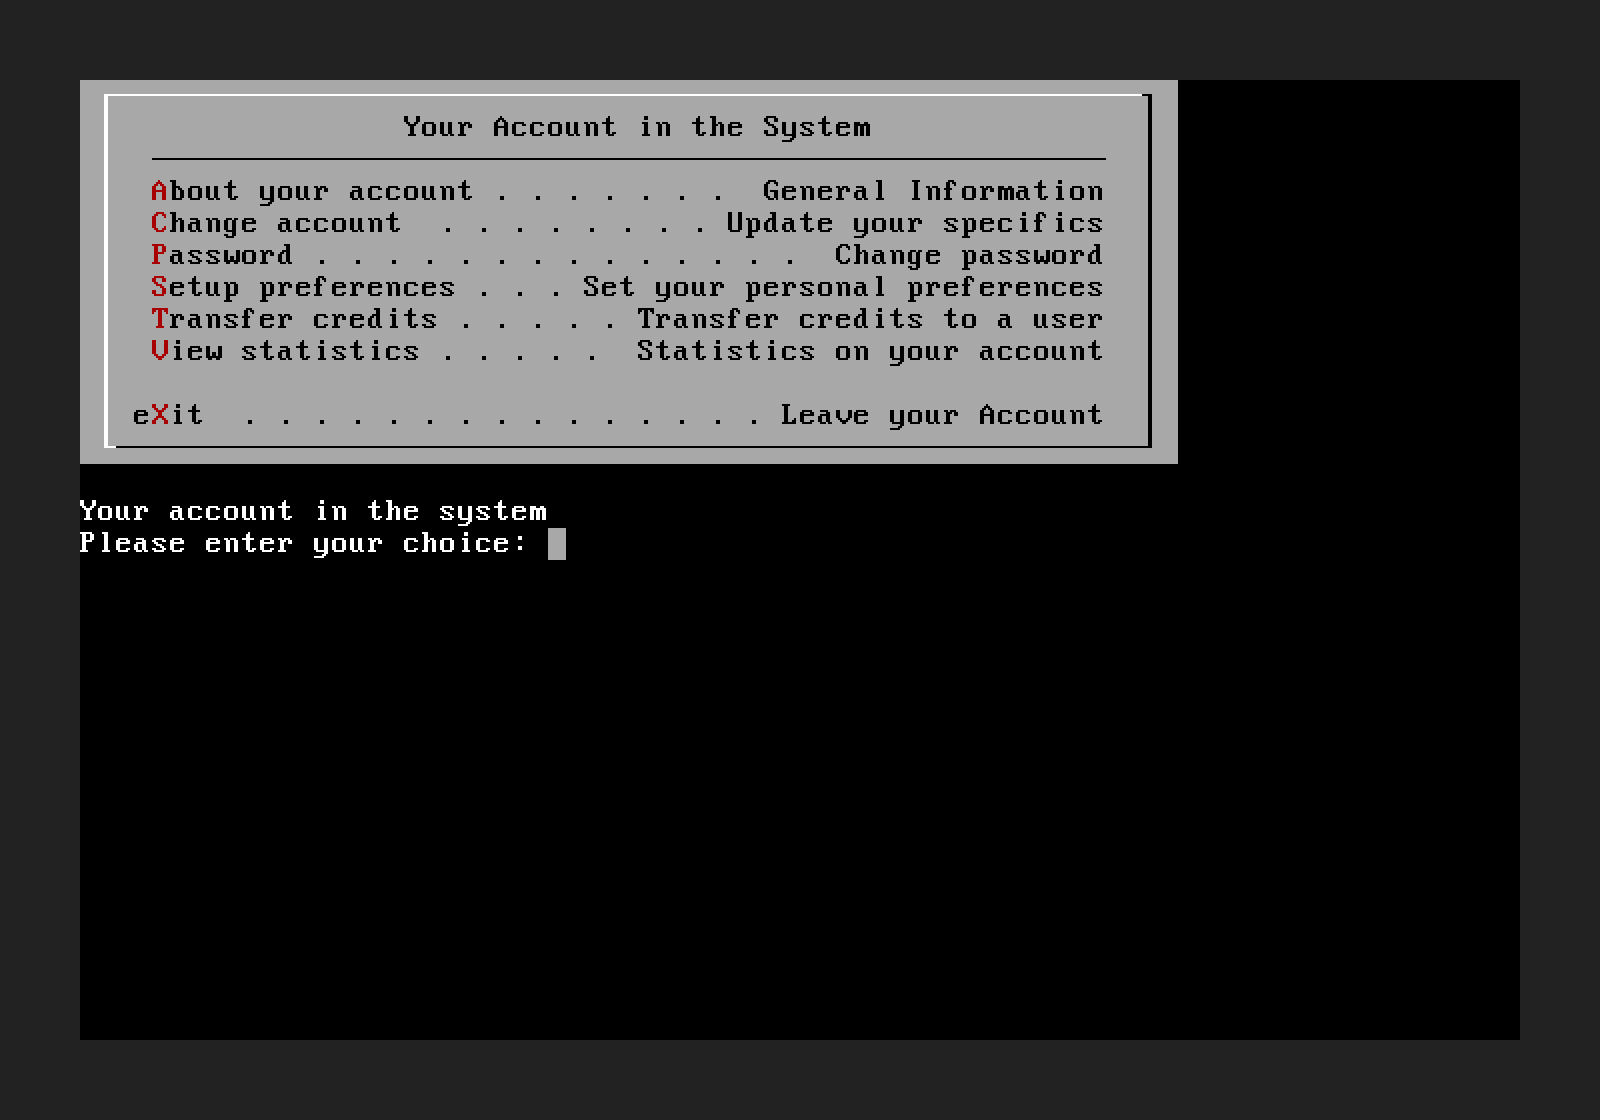 Your Account in the System
About your account . . . . . . .  General Information
Change account  . . . . . . . . Update your specifics
Password . . . . . . . . . . . . . .  Change password
Setup preferences . . . Set your personal preferences
Transfer credits . . . . . Transfer credits to a user
View statistics . . . . .  Statistics on your account
eXit  . . . . . . . . . . . . . . . Leave your Account
Your account in the system
Please enter your choice: